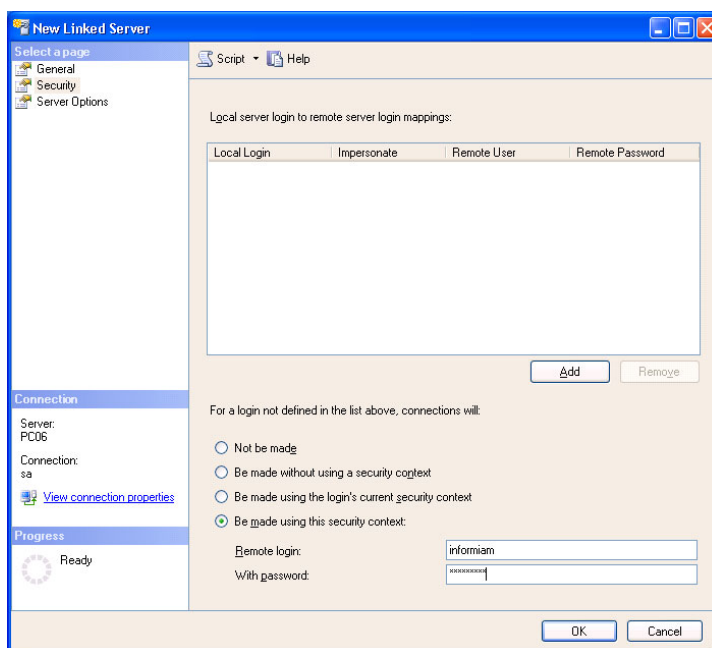 New Linked Server
Select a page
General
Security
Server Options
Script
Help
Local server login to remote server login mappings:
Local Login Impersonate Remote User Remote Password
Add Remove
Connection
Server:
PC06
Connection:
sa
View connection properties
Progress
Ready
For a login not defined in the list above, connections will:
Not be made
Be made without using a security context
Be made using the login's current security context
Be made using this security context:
Remote login: informiam
With password: *********
OK Cancel